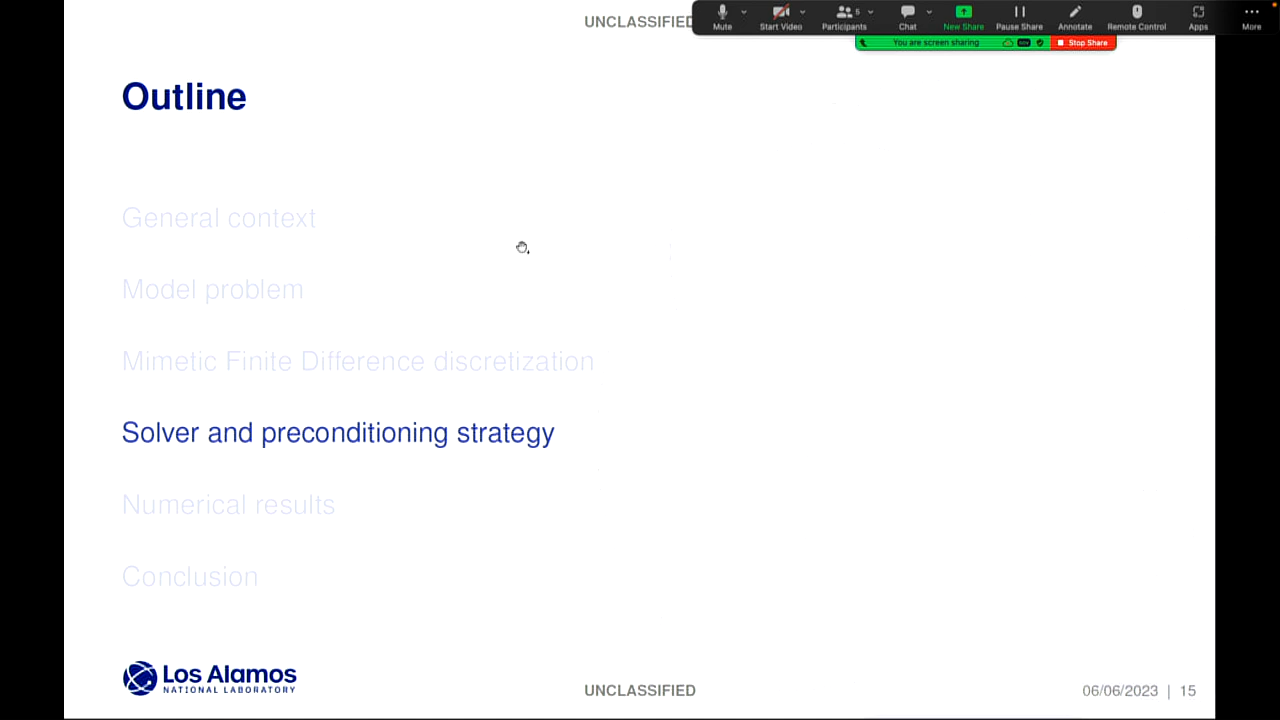 UNCLASSIFIED
Mute
Start Video
Participants
5
Chat
New Share
Pause Share
Annotate
Remote Control
Apps
More
You are screen sharing
Stop Share
Outline
General context
Model problem
Mimetic Finite Difference discretization
Solver and preconditioning strategy
Numerical results
Conclusion
Los Alamos
NATIONAL LABORATORY
UNCLASSIFIED
06/06/2023 | 15